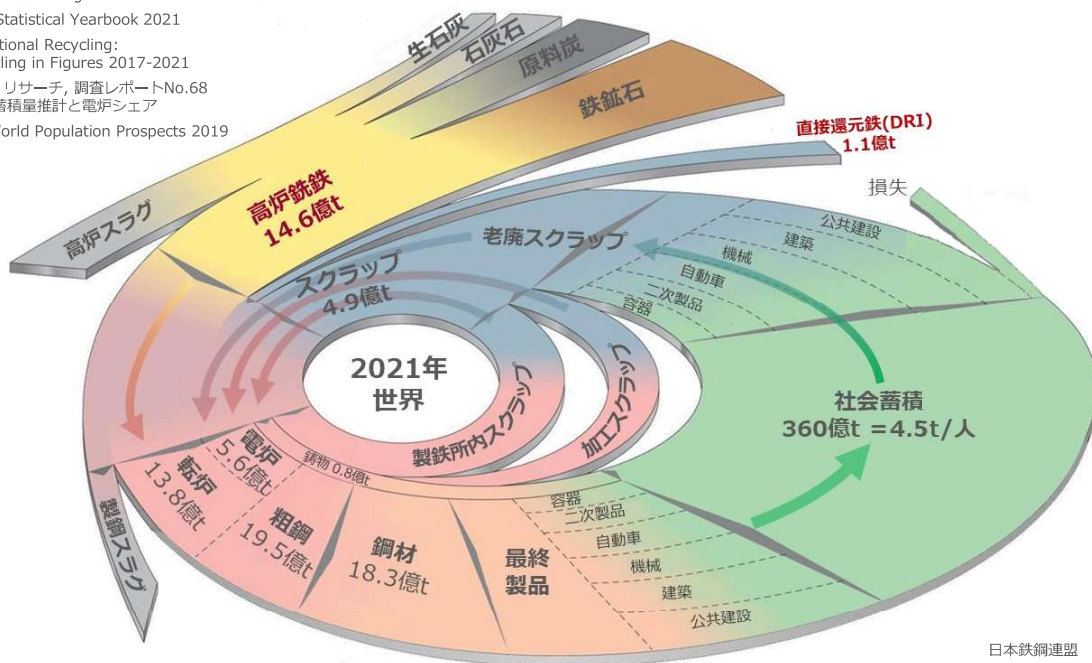 Statistical Yearbook 2021
tional Recycling:
ling in Figures 2017-2021
リサーチ, 調査レポートNo.68
蓄積量推計と電炉シェア
World Population Prospects 2019
生石灰
石灰石
原料炭
鉄鉱石
直接還元鉄(DRI)
1.1億t
高炉スラグ
高炉銑鉄
14.6億t
損失
老廃スクラップ
公共建設
建築
機械
自動車
二次製品
容器
スクラップ
4.9億t
2021年
世界
製鉄所内スクラップ
加工スクラップ
社会蓄積
360億t =4.5t/人
電炉
5.6億t
転炉
13.8億t
鋳物 0.8億t
製鋼スラグ
粗鋼
19.5億t
鋼材
18.3億t
最終
製品
容器
二次製品
自動車
機械
建築
公共建設
日本鉄鋼連盟